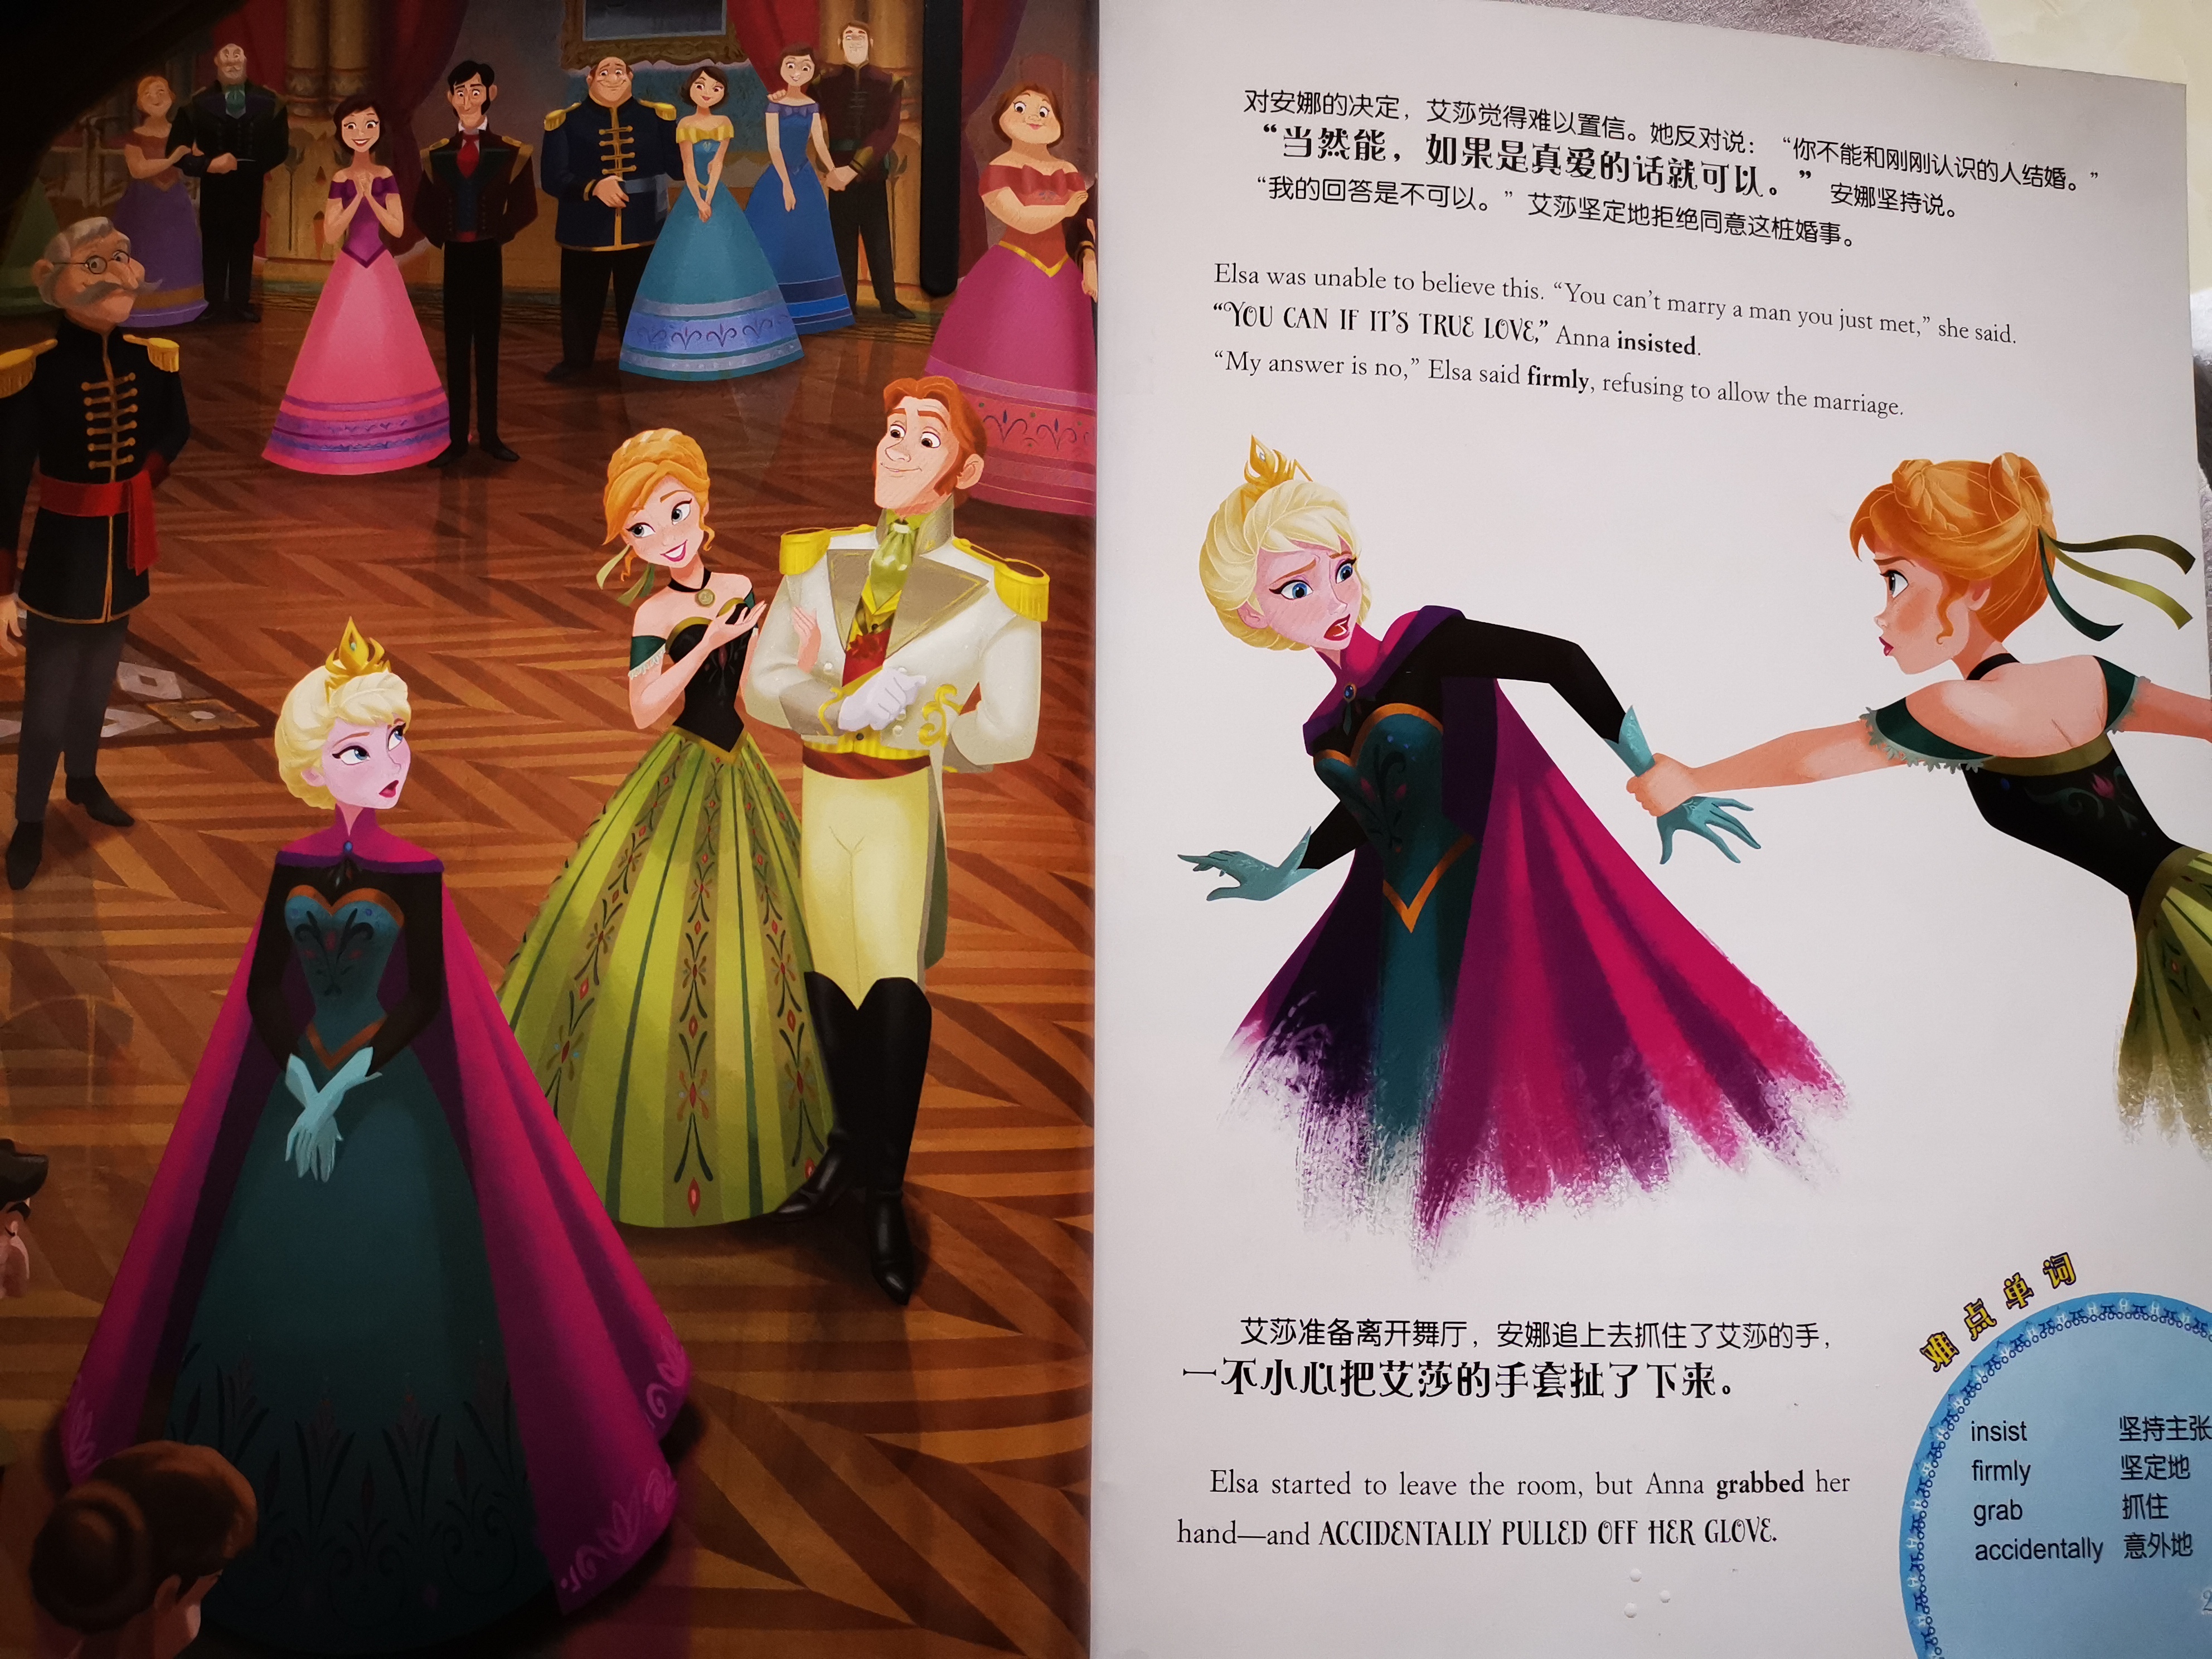 对安娜的决定，艾莎觉得难以置信。她反对说：“你不能和刚刚认识的人结婚。”
“当然能，如果是真爱的话就可以。”安娜坚持说。
“我的回答是不可以。”艾莎坚定地拒绝同意这桩婚事。
Elsa was unable to believe this. “You can’t marry a man you just met,” she said.
“YOU CAN IF IT’S TRUE LOVE,” Anna insisted.
“My answer is no,” Elsa said firmly, refusing to allow the marriage.
艾莎准备离开舞厅，安娜追上去抓住了艾莎的手，
一不小心把艾莎的手套扯了下来。
Elsa started to leave the room, but Anna grabbed her
hand—and ACCIDENTALLY PULLED OFF HER GLOVE.
难点单词
insist 坚持主张
firmly 坚定地
grab 抓住
accidentally 意外地